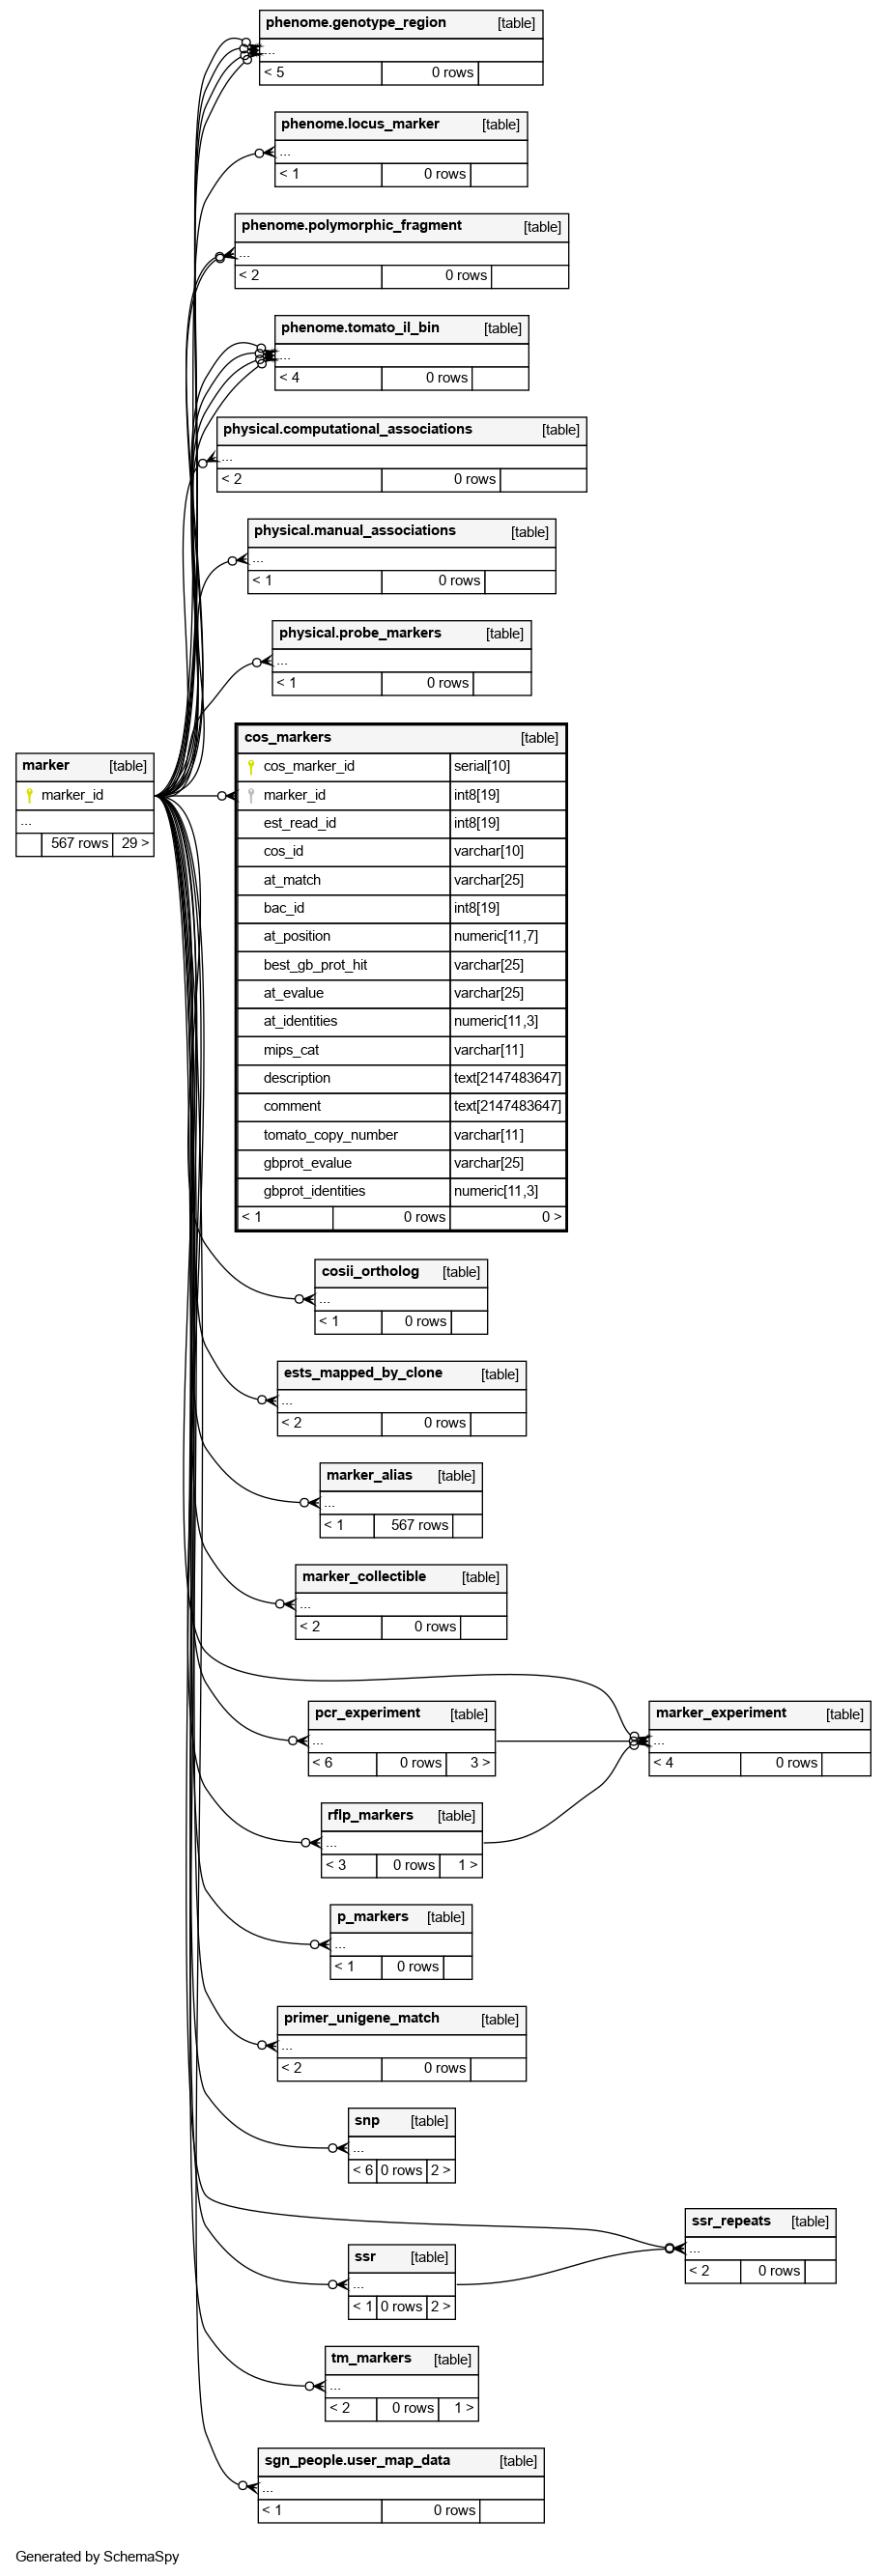 phenome.genotype_region [table]
...
< 5 0 rows
phenome.locus_marker [table]
...
< 1 0 rows
phenome.polymorphic_fragment [table]
...
< 2 0 rows
phenome.tomato_il_bin [table]
...
< 4 0 rows
physical.computational_associations [table]
...
< 2 0 rows
physical.manual_associations [table]
...
< 1 0 rows
physical.probe_markers [table]
...
< 1 0 rows
marker [table]
marker_id
...
567 rows 29 >
cos_markers [table]
cos_marker_id serial[10]
marker_id int8[19]
est_read_id int8[19]
cos_id varchar[10]
at_match varchar[25]
bac_id int8[19]
at_position numeric[11,7]
best_gb_prot_hit varchar[25]
at_evalue varchar[25]
at_identities numeric[11,3]
mips_cat varchar[11]
description text[2147483647]
comment text[2147483647]
tomato_copy_number varchar[11]
gbprot_evalue varchar[25]
gbprot_identities numeric[11,3]
< 1 0 rows 0 >
cosii_ortholog [table]
...
< 1 0 rows
ests_mapped_by_clone [table]
...
< 2 0 rows
marker_alias [table]
...
< 1 567 rows
marker_collectible [table]
...
< 2 0 rows
pcr_experiment [table]
...
< 6 0 rows 3 >
marker_experiment [table]
...
< 4 0 rows
rflp_markers [table]
...
< 3 0 rows 1 >
p_markers [table]
...
< 1 0 rows
primer_unigene_match [table]
...
< 2 0 rows
snp [table]
...
< 6 0 rows 2 >
ssr_repeats [table]
...
< 2 0 rows
ssr [table]
...
< 1 0 rows 2 >
tm_markers [table]
...
< 2 0 rows 1 >
sgn_people.user_map_data [table]
...
< 1 0 rows
Generated by SchemaSpy